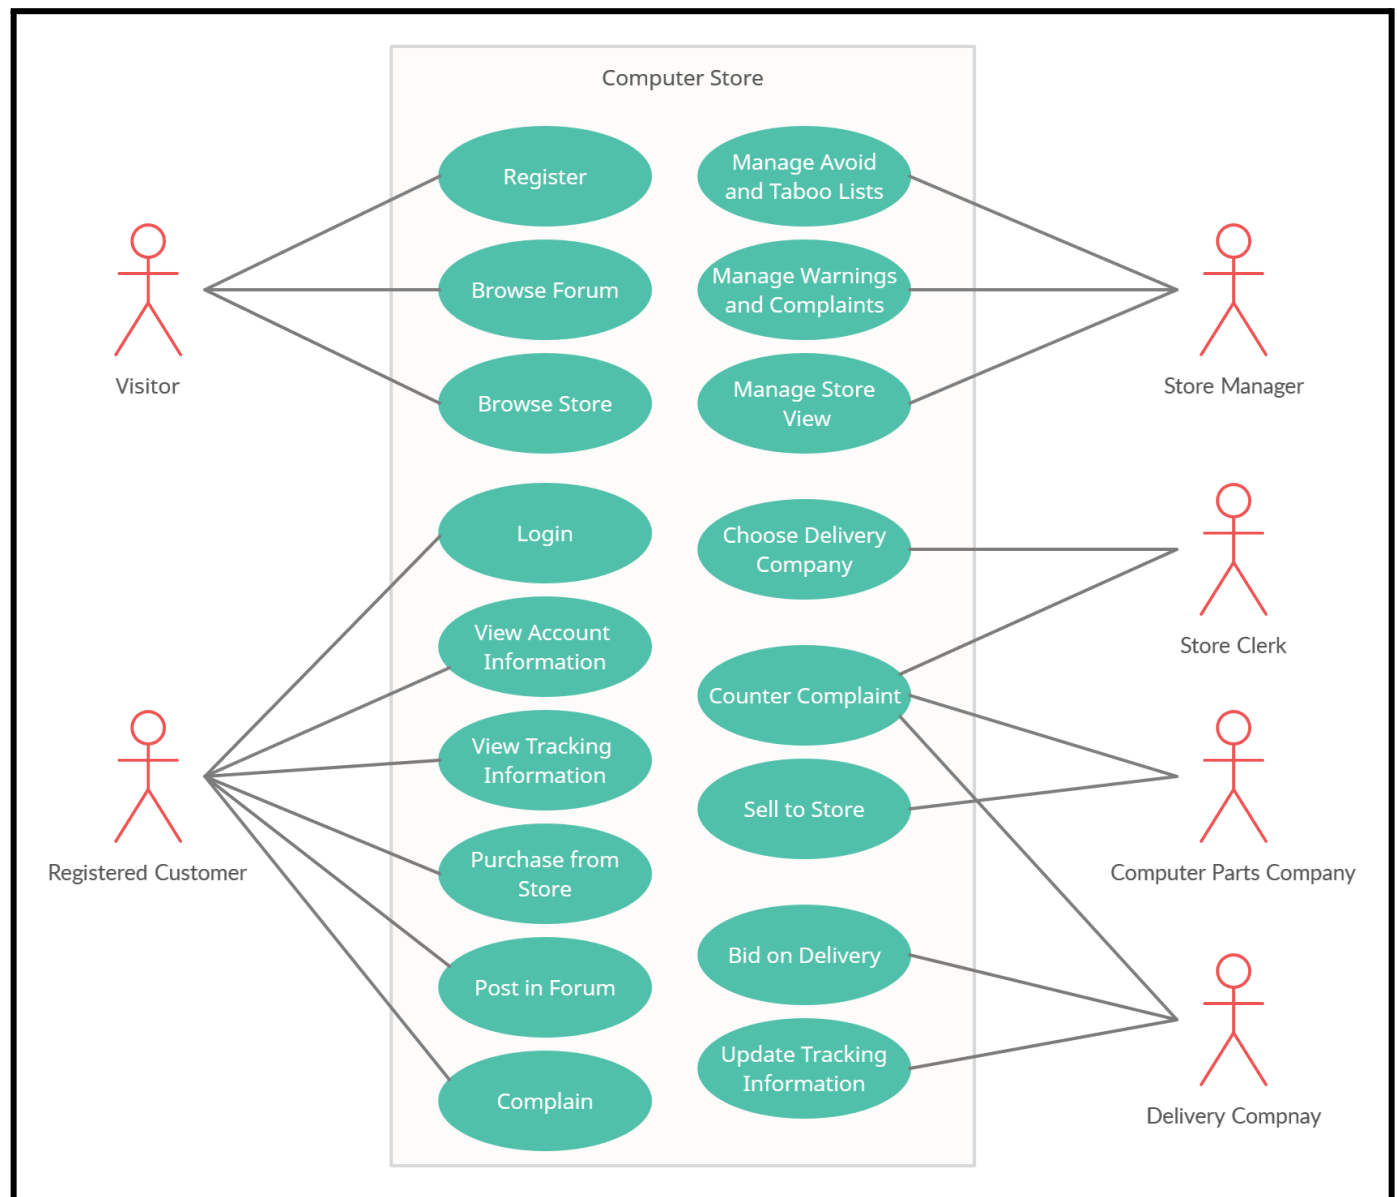 Computer Store
Register
Browse Forum
Browse Store
Visitor
Manage Avoid
and Taboo Lists
Manage Warnings
and Complaints
Manage Store
View
Store Manager
Login
View Account
Information
View Tracking
Information
Purchase from
Store
Post in Forum
Complain
Registered Customer
Choose Delivery
Company
Store Clerk
Counter Complaint
Sell to Store
Computer Parts Company
Bid on Delivery
Update Tracking
Information
Delivery Compnay